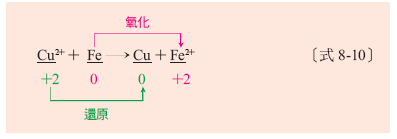 氧化
Cu²⁺ + Fe ⟶ Cu + Fe²⁺ 〔式 8-10〕
+2 0 0 +2
還原